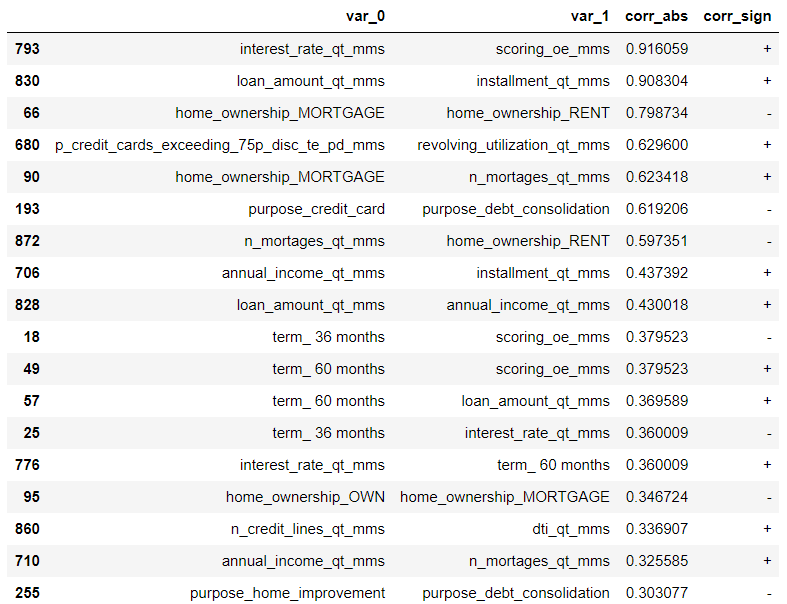 var_0 var_1 corr_abs corr_sign
793 interest_rate_qt_mms scoring_oe_mms 0.916059 +
830 loan_amount_qt_mms installment_qt_mms 0.908304 +
66 home_ownership_MORTGAGE home_ownership_RENT 0.798734 -
680 p_credit_cards_exceeding_75p_disc_te_pd_mms revolving_utilization_qt_mms 0.629600 +
90 home_ownership_MORTGAGE n_mortages_qt_mms 0.623418 +
193 purpose_credit_card purpose_debt_consolidation 0.619206 -
872 n_mortages_qt_mms home_ownership_RENT 0.597351 -
706 annual_income_qt_mms installment_qt_mms 0.437392 +
828 loan_amount_qt_mms annual_income_qt_mms 0.430018 +
18 term_ 36 months scoring_oe_mms 0.379523 -
49 term_ 60 months scoring_oe_mms 0.379523 +
57 term_ 60 months loan_amount_qt_mms 0.369589 +
25 term_ 36 months interest_rate_qt_mms 0.360009 -
776 interest_rate_qt_mms term_ 60 months 0.360009 +
95 home_ownership_OWN home_ownership_MORTGAGE 0.346724 -
860 n_credit_lines_qt_mms dti_qt_mms 0.336907 +
710 annual_income_qt_mms n_mortages_qt_mms 0.325585 +
255 purpose_home_improvement purpose_debt_consolidation 0.303077 -